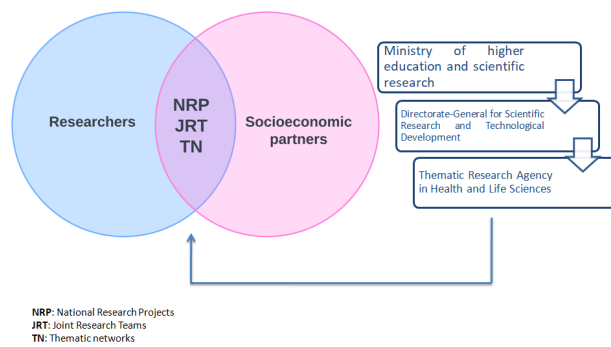 Researchers
NRP
JRT
TN
Socioeconomic
partners
Ministry of higher
education and scientific
research
Directorate-General for Scientific
Research and Technological
Development
Thematic Research Agency
in Health and Life Sciences
NRP: National Research Projects
JRT: Joint Research Teams
TN: Thematic networks